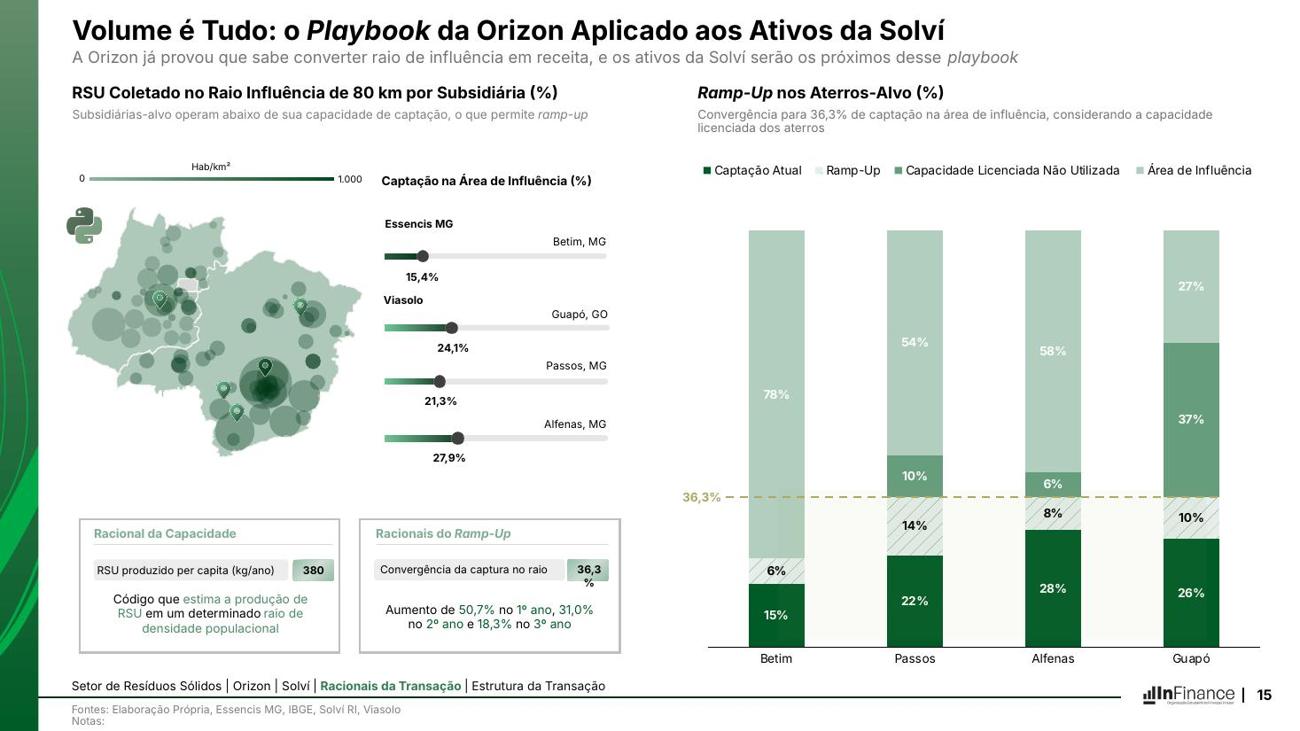 Volume é Tudo: o Playbook da Orizon Aplicado aos Ativos da Solví
A Orizon já provou que sabe converter raio de influência em receita, e os ativos da Solví serão os próximos desse playbook
RSU Coletado no Raio Influência de 80 km por Subsidiária (%)
Subsidiárias-alvo operam abaixo de sua capacidade de captação, o que permite ramp-up
Hab/km²
0
1.000
Captação na Área de Influência (%)
Essencis MG
Betim, MG
15,4%
Viasolo
Guapó, GO
24,1%
Passos, MG
21,3%
Alfenas, MG
27,9%
Racional da Capacidade
RSU produzido per capita (kg/ano)
380
Código que estima a produção de
RSU em um determinado raio de
densidade populacional
Racionais do Ramp-Up
Convergência da captura no raio
36,3
%
Aumento de 50,7% no 1º ano, 31,0%
no 2º ano e 18,3% no 3º ano
Ramp-Up nos Aterros-Alvo (%)
Convergência para 36,3% de captação na área de influência, considerando a capacidade
licenciada dos aterros
Captação Atual
Ramp-Up
Capacidade Licenciada Não Utilizada
Área de Influência
27%
54%
58%
78%
37%
10%
6%
36,3%
14%
8%
10%
6%
15%
22%
28%
26%
Betim
Passos
Alfenas
Guapó
Setor de Resíduos Sólidos | Orizon | Solví | Racionais da Transação | Estrutura da Transação
InFinance
15
Fontes: Elaboração Própria, Essencis MG, IBGE, Solví RI, Viasolo
Notas: